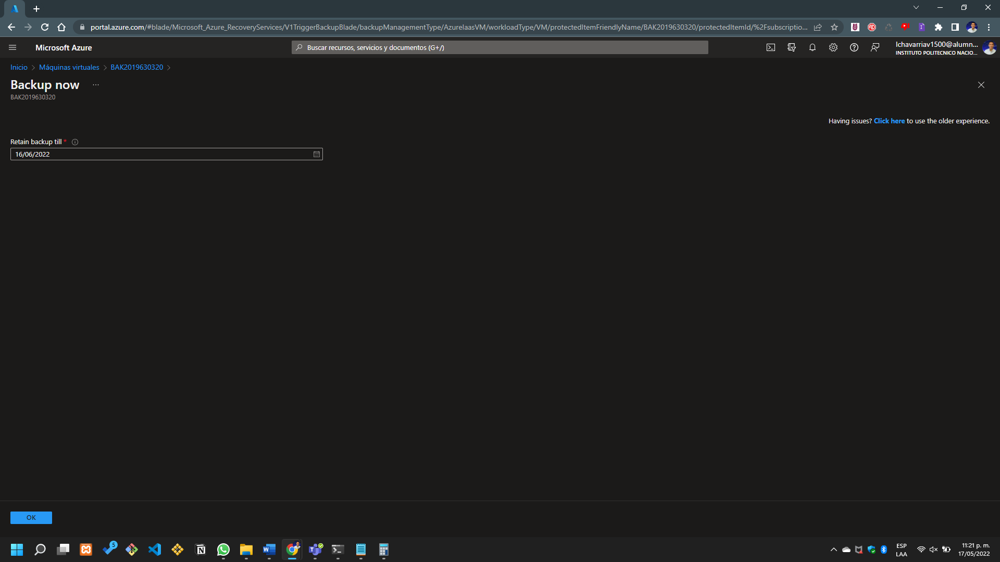 portal.azure.com/#blade/Microsoft_Azure_RecoveryServices/V1TriggerBackupBlade/backupManagementType/AzureIaasVM/workloadType/VM/protectedItemFriendlyName/BAK2019630320/protectedItemId/%2Fsubscriptio...
Microsoft Azure
Buscar recursos, servicios y documentos (G+/)
lchavarriav1500@alumn...
INSTITUTO POLITECNICO NACIO...
Inicio > Máquinas virtuales > BAK2019630320 >
Backup now ...
BAK2019630320
Having issues? Click here to use the older experience.
Retain backup till *
16/06/2022
OK
5
ESP
LAA
11:21 p. m.
17/05/2022